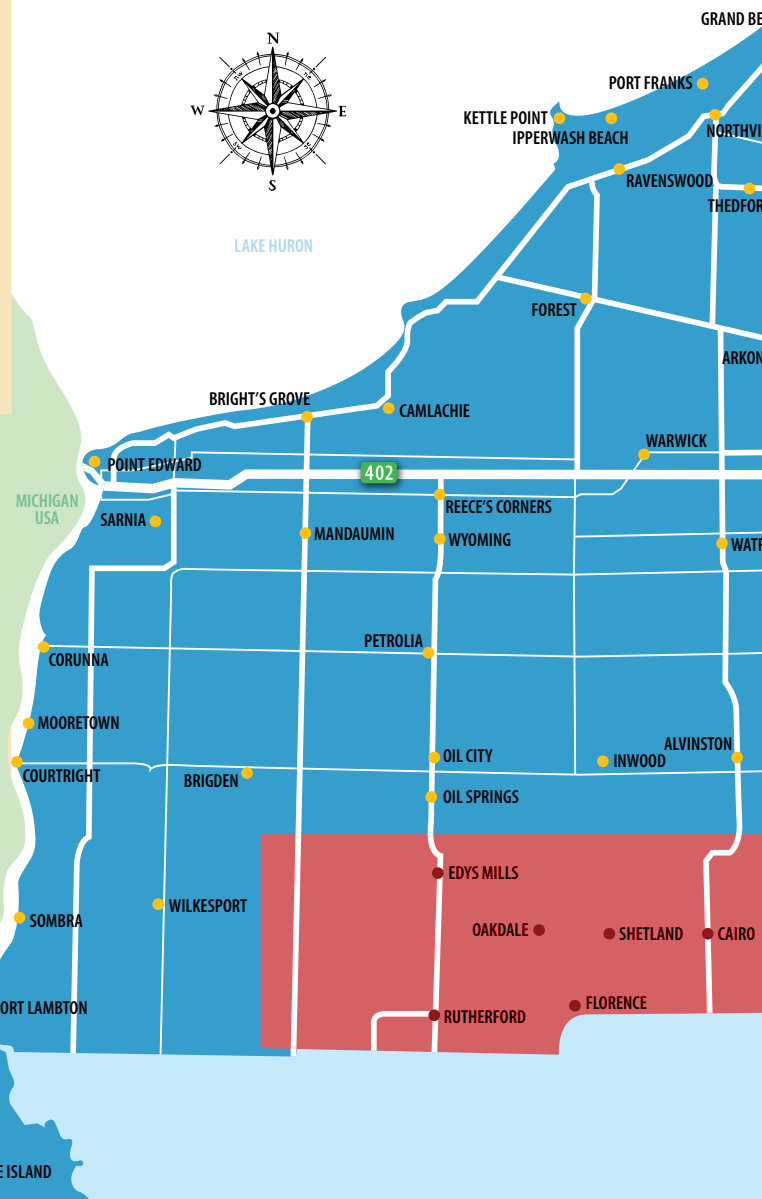 GRAND BE
N
PORT FRANKS
W
E
KETTLE POINT
IPPERWASH BEACH
NORTHVI
S
RAVENSWOOD
THEDFOR
LAKE HURON
FOREST
ARKON
BRIGHT'S GROVE
CAMLACHIE
WARWICK
POINT EDWARD
402
MICHIGAN
USA
REECE'S CORNERS
SARNIA
MANDAUMIN
WYOMING
WATF
PETROLIA
CORUNNA
MOORETOWN
ALVINSTON
OIL CITY
INWOOD
COURTRIGHT
BRIGDEN
OIL SPRINGS
EDYS MILLS
WILKESPORT
SOMBRA
OAKDALE
SHETLAND
CAIRO
FLORENCE
ORT LAMBTON
RUTHERFORD
E ISLAND